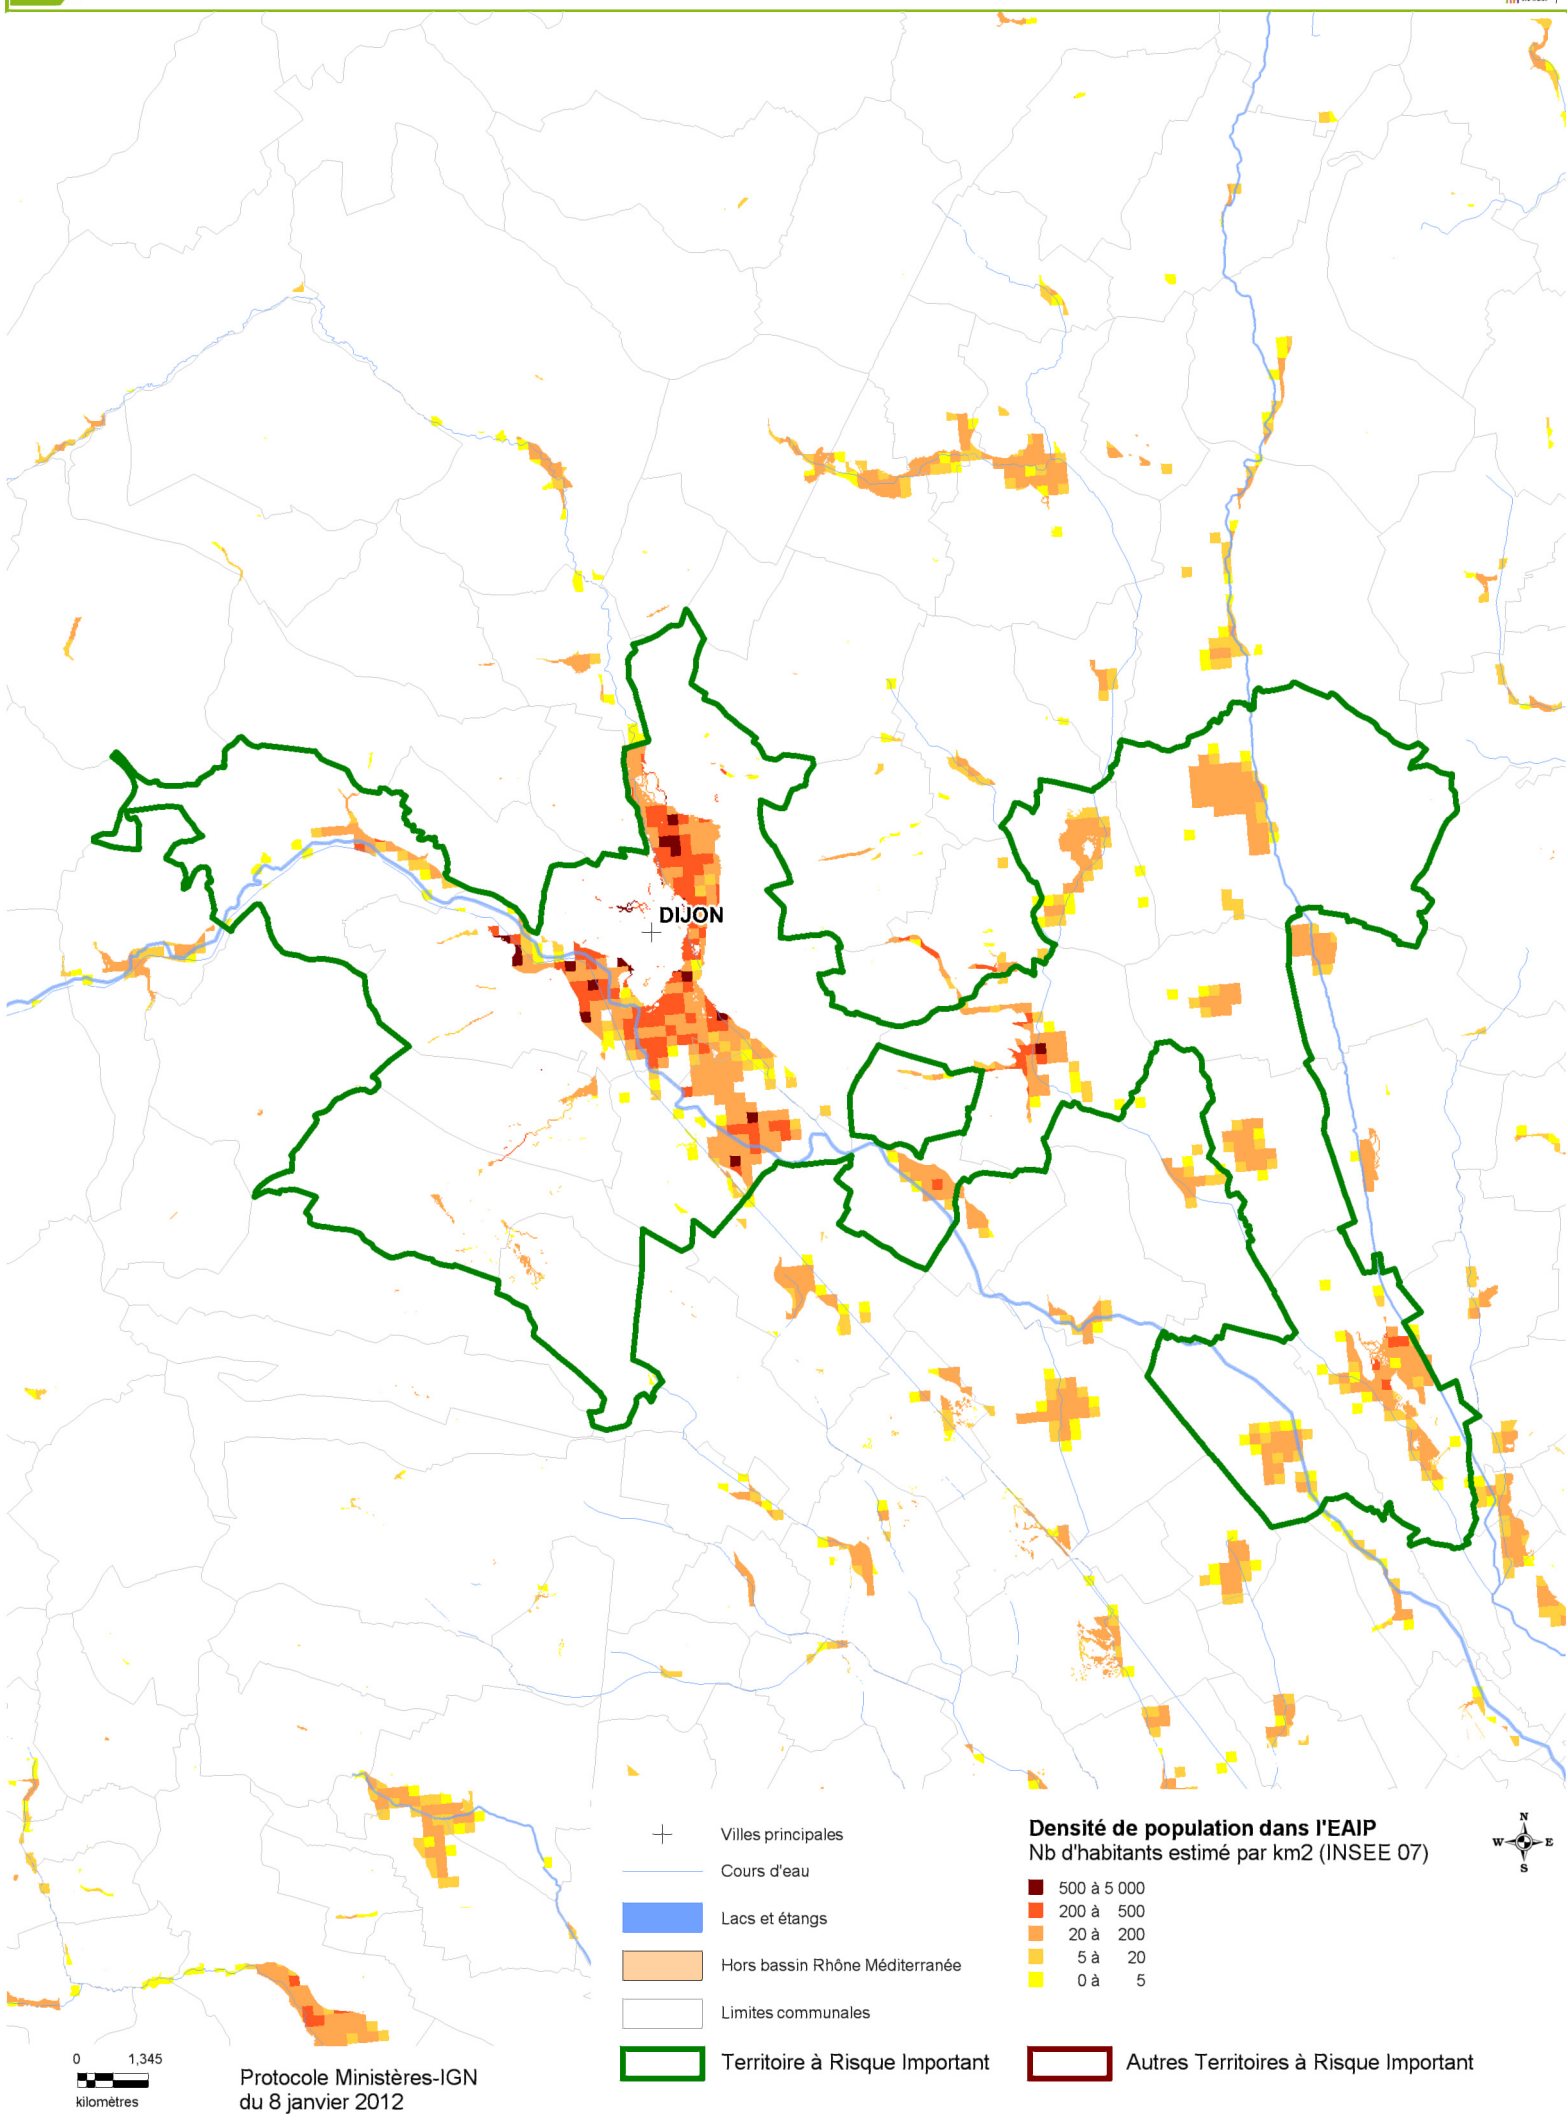 DIJON
Villes principales
Cours d'eau
Lacs et étangs
Hors bassin Rhône Méditerranée
Limites communales
Territoire à Risque Important
Densité de population dans l'EAIP
Nb d'habitants estimé par km2 (INSEE 07)
500 à 5 000
200 à 500
20 à 200
5 à 20
0 à 5
Autres Territoires à Risque Important
N
W E
S
0 1,345
kilomètres
Protocole Ministères-IGN
du 8 janvier 2012